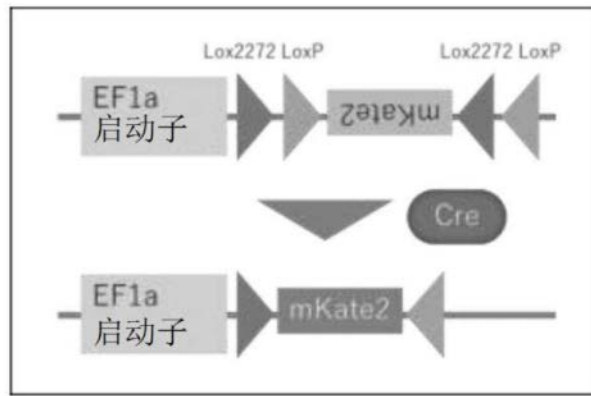 Lox2272 LoxP Lox2272 LoxP
EF1a
启动子
mKate2
Cre
EF1a
启动子
mKate2